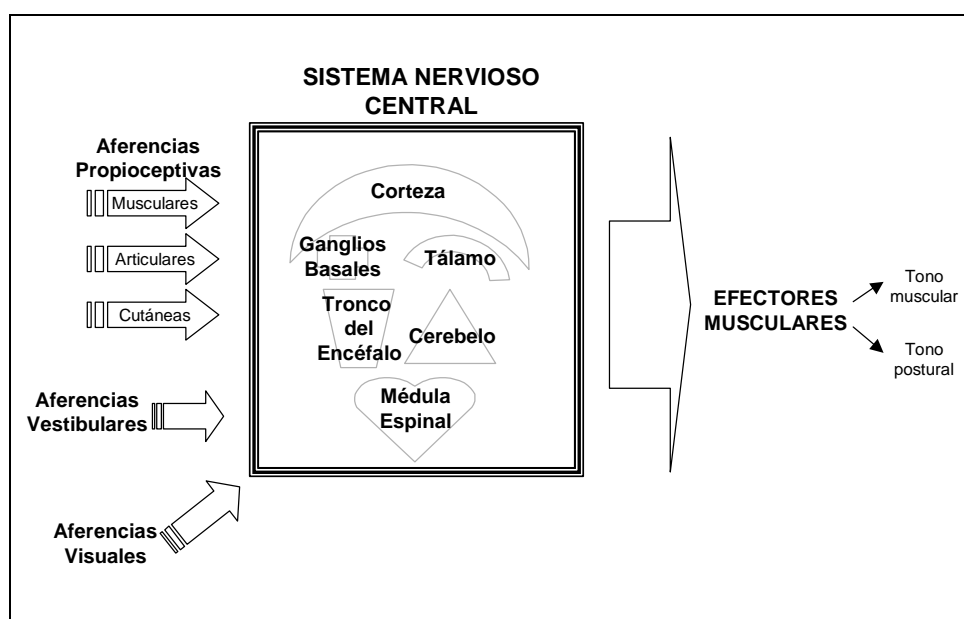 SISTEMA NERVIOSO
CENTRAL
Aferencias
Propioceptivas
Musculares
Articulares
Cutáneas
Aferencias
Vestibulares
Aferencias
Visuales
Corteza
Ganglios
Basales
Tálamo
Tronco
del
Encéfalo
Cerebelo
Médula
Espinal
EFECTORES
MUSCULARES
Tono
muscular
Tono
postural